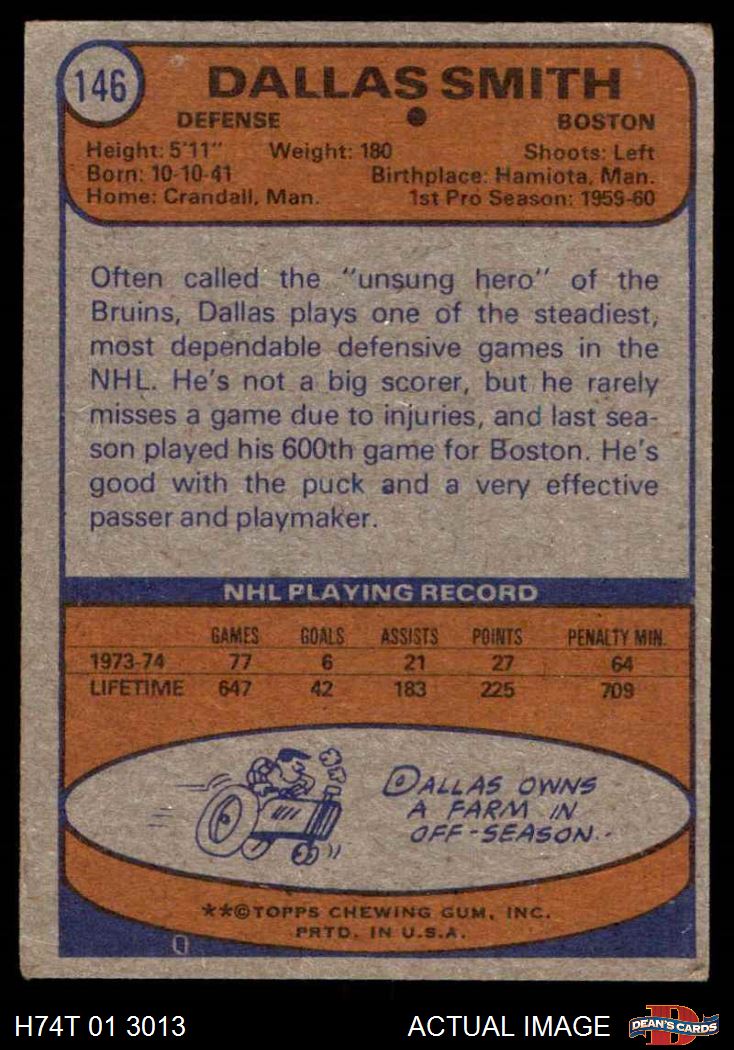 146
DALLAS SMITH
DEFENSE BOSTON
Height: 5'11" Weight: 180 Shoots: Left
Born: 10-10-41 Birthplace: Hamiota, Man.
Home: Crandall, Man. 1st Pro Season: 1959-60
Often called the "unsung hero" of the
Bruins, Dallas plays one of the steadiest,
most dependable defensive games in the
NHL. He's not a big scorer, but he rarely
misses a game due to injuries, and last sea-
son played his 600th game for Boston. He's
good with the puck and a very effective
passer and playmaker.
NHL PLAYING RECORD
GAMES GOALS ASSISTS POINTS PENALTY MIN.
1973-74 77 6 21 27 64
LIFETIME 647 42 183 225 709
DALLAS OWNS
A FARM IN
OFF-SEASON..
**©TOPPS CHEWING GUM, INC.
PRTD. IN U.S.A.
H74T 01 3013 ACTUAL IMAGE D DEAN'S CARDS